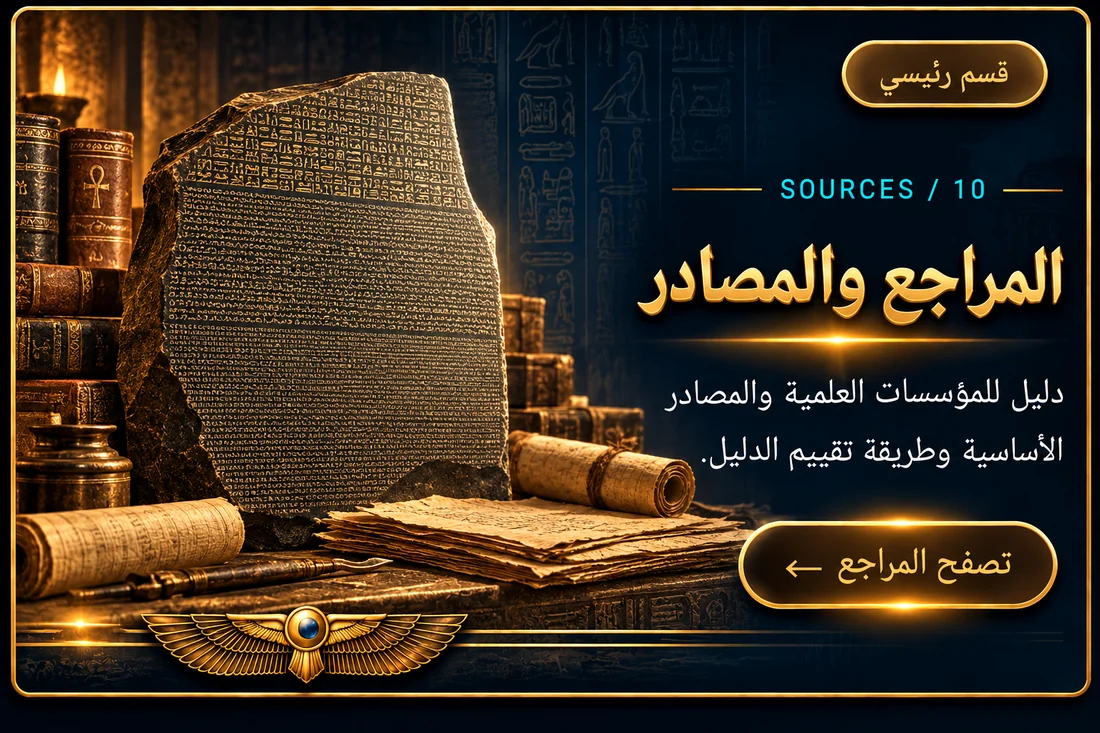 قسم رئيسي
SOURCES / 10
المراجع والمصادر
دليل للمؤسسات العلمية والمصادر
الأساسية وطريقة تقييم الدليل.
تصفح المراجع ←